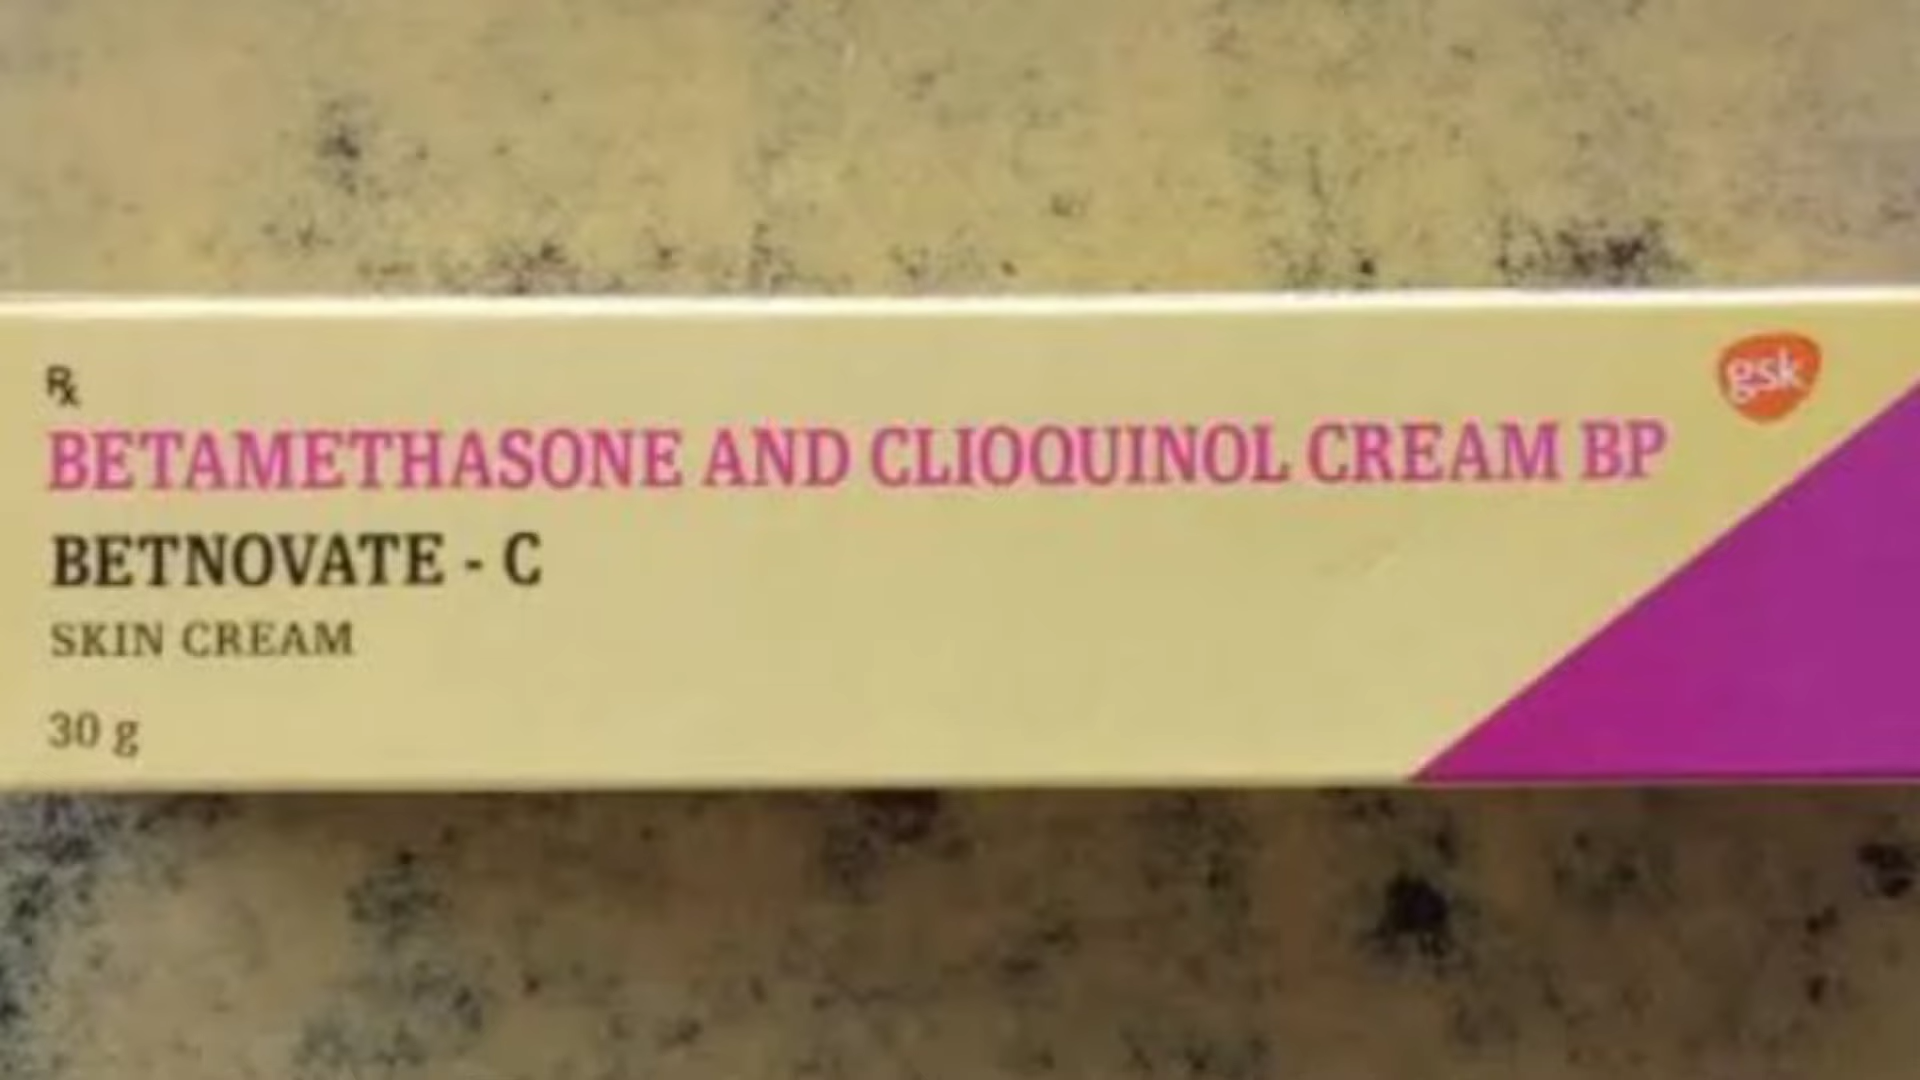 ℞
BETAMETHASONE AND CLIOQUINOL CREAM BP
BETNOVATE - C
SKIN CREAM
30 g
gsk